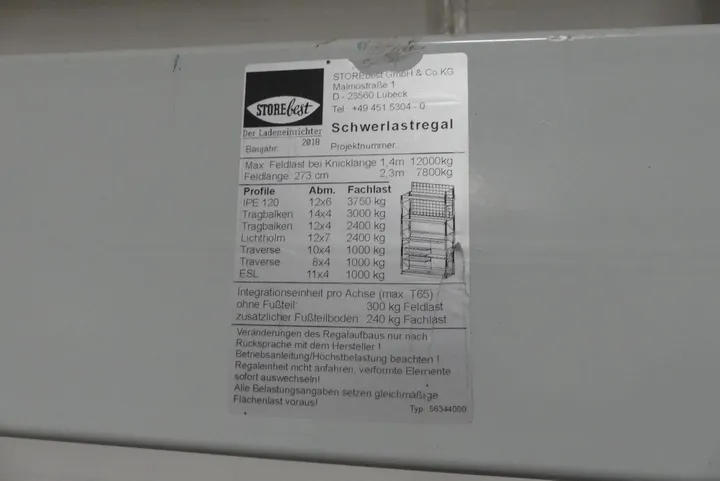 STOREbest GmbH & Co KG
Malmöstraße 1
D - 23560 Lübeck
Tel. +49 451 5304 - 0
STOREbest
Der Ladeneinrichter
Schwerlastregal
Baujahr: 2018 Projektnummer:
Max. Feldlast bei Knicklänge 1,4m 12000kg
Feldlänge: 273 cm 2,3m 7800kg
Profile Abm. Fachlast
IPE 120 12x6 3750 kg
Tragbalken 14x4 3000 kg
Tragbalken 12x4 2400 kg
Lichtholm 12x7 2400 kg
Traverse 10x4 1000 kg
Traverse 8x4 1000 kg
ESL 11x4 1000 kg
Integrationseinheit pro Achse (max. T65)
ohne Fußteil: 300 kg Feldlast
zusätzlicher Fußteilboden: 240 kg Fachlast
Veränderungen des Regalaufbaus nur nach
Rücksprache mit dem Hersteller !
Betriebsanleitung/Höchstbelastung beachten !
Regaleinheit nicht anfahren, verformte Elemente
sofort auswechseln!
Alle Belastungsangaben setzen gleichmäßige
Flächenlast voraus!
Typ: 56344000